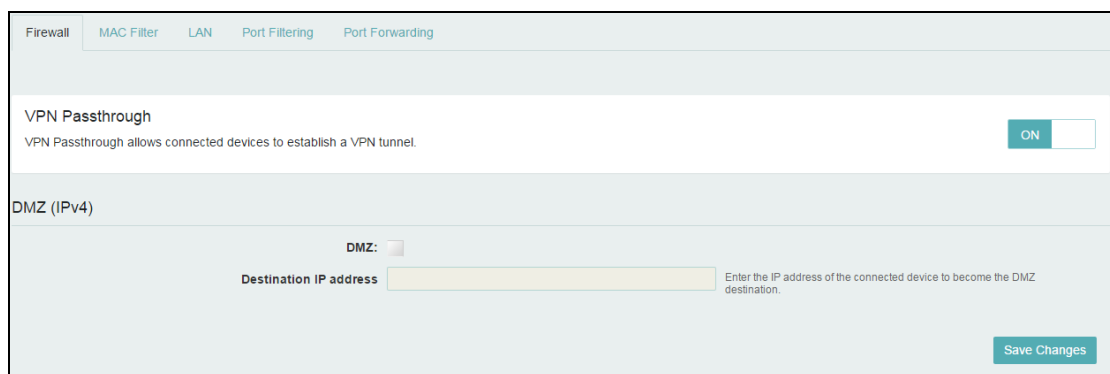 Firewall MAC Filter LAN Port Filtering Port Forwarding
VPN Passthrough
VPN Passthrough allows connected devices to establish a VPN tunnel.
ON
DMZ (IPv4)
DMZ:
Destination IP address
Enter the IP address of the connected device to become the DMZ
destination.
Save Changes